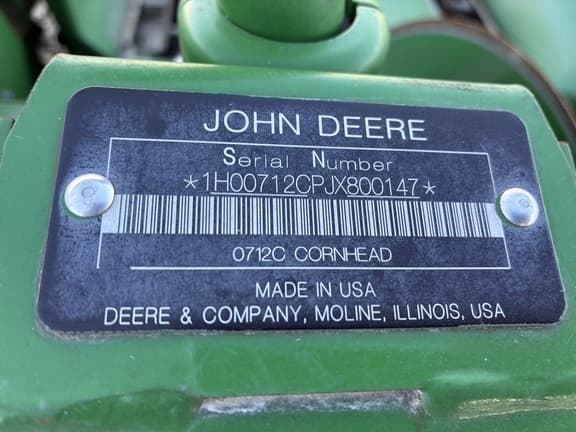 JOHN DEERE
Serial Number
*1H00712CPJX800147*
0712C CORNHEAD
MADE IN USA
DEERE & COMPANY, MOLINE, ILLINOIS, USA